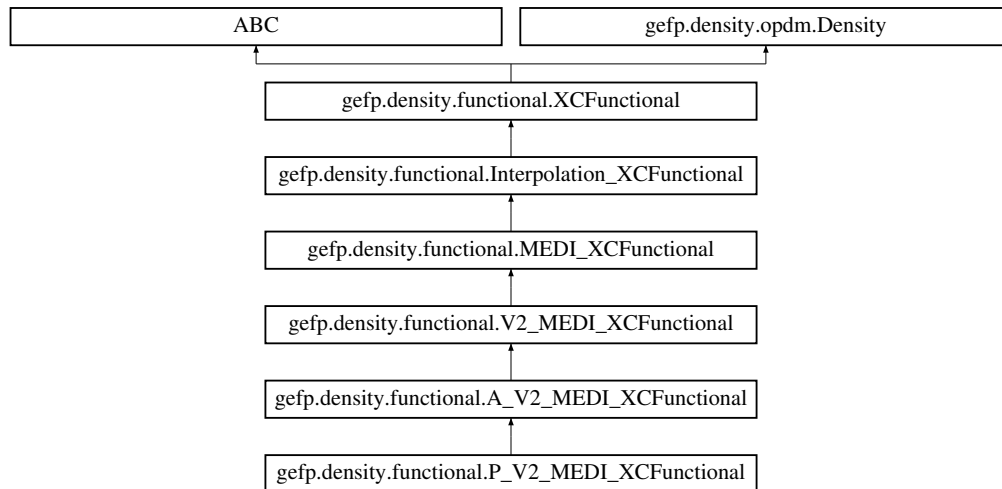 ABC
gefp.density.opdm.Density
gefp.density.functional.XCFunctional
gefp.density.functional.Interpolation_XCFunctional
gefp.density.functional.MEDI_XCFunctional
gefp.density.functional.V2_MEDI_XCFunctional
gefp.density.functional.A_V2_MEDI_XCFunctional
gefp.density.functional.P_V2_MEDI_XCFunctional